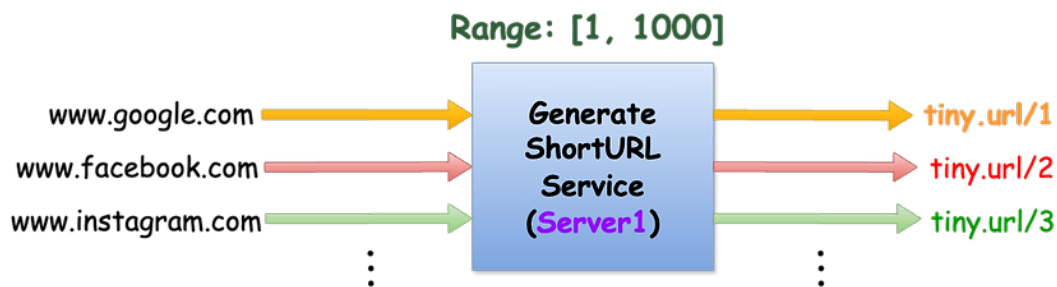 Range: [1, 1000]
www.google.com
www.facebook.com
www.instagram.com
Generate
ShortURL
Service
(Server1)
tiny.url/1
tiny.url/2
tiny.url/3